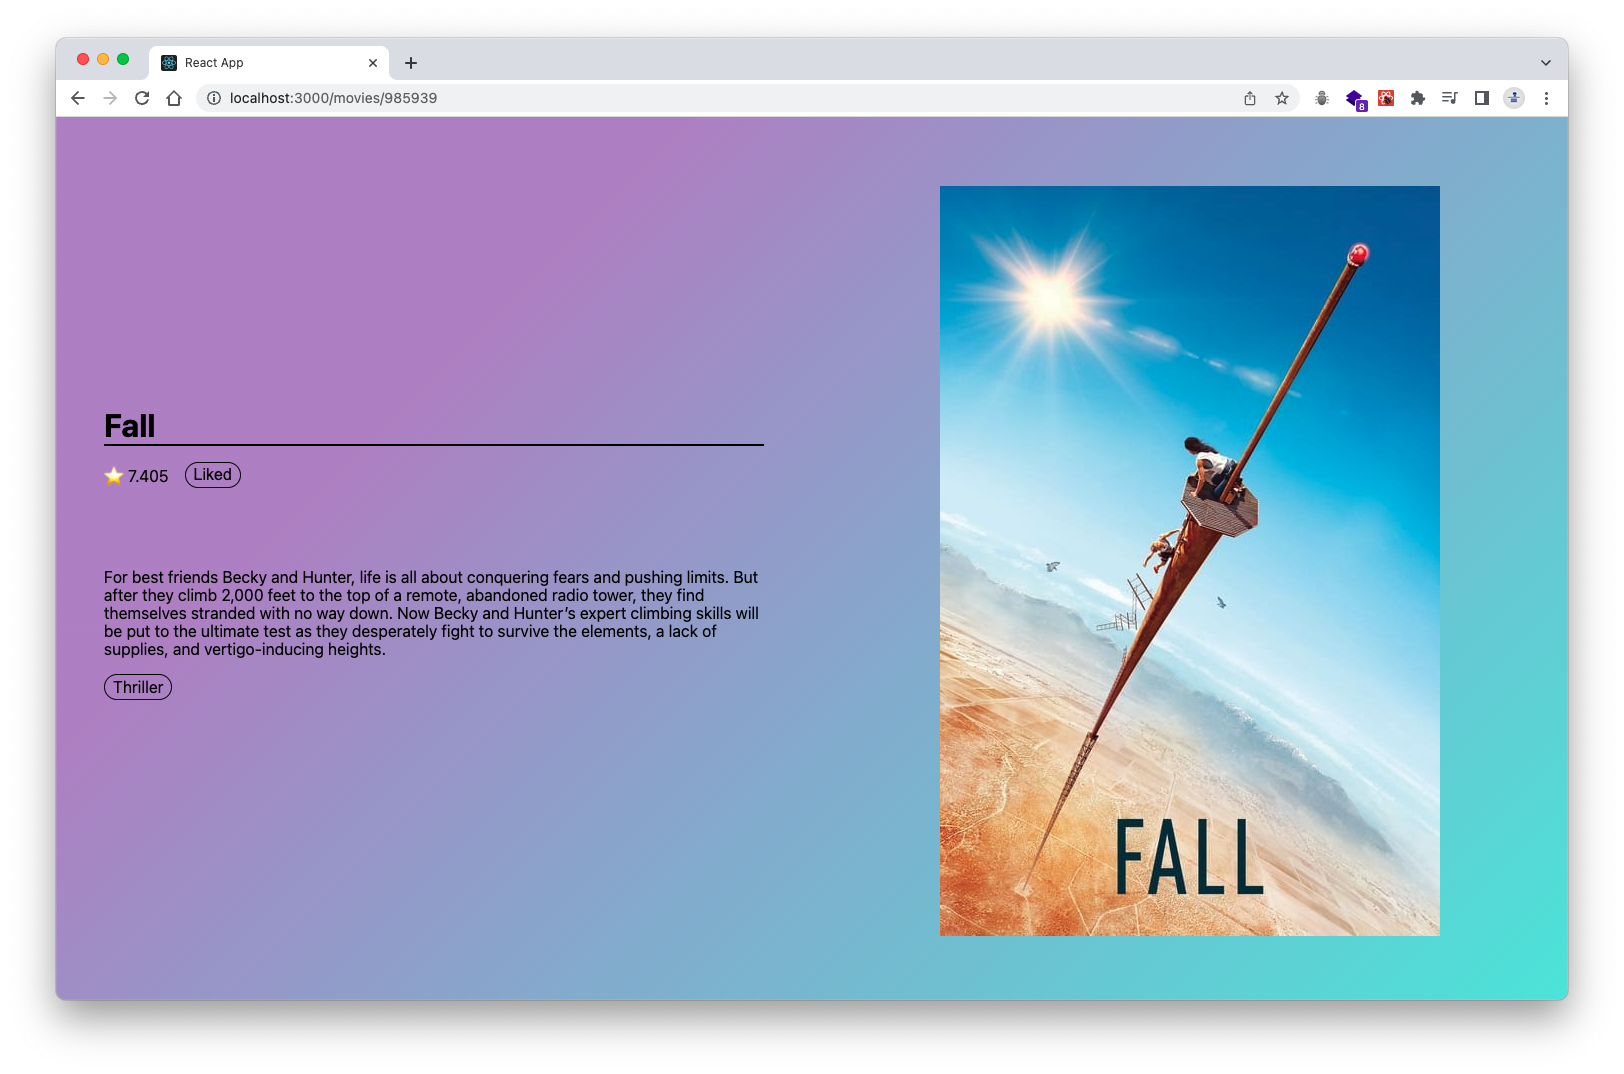 React App
localhost:3000/movies/985939
8
Fall
7.405 Liked
For best friends Becky and Hunter, life is all about conquering fears and pushing limits. But
after they climb 2,000 feet to the top of a remote, abandoned radio tower, they find
themselves stranded with no way down. Now Becky and Hunter’s expert climbing skills will
be put to the ultimate test as they desperately fight to survive the elements, a lack of
supplies, and vertigo-inducing heights.
Thriller
FALL